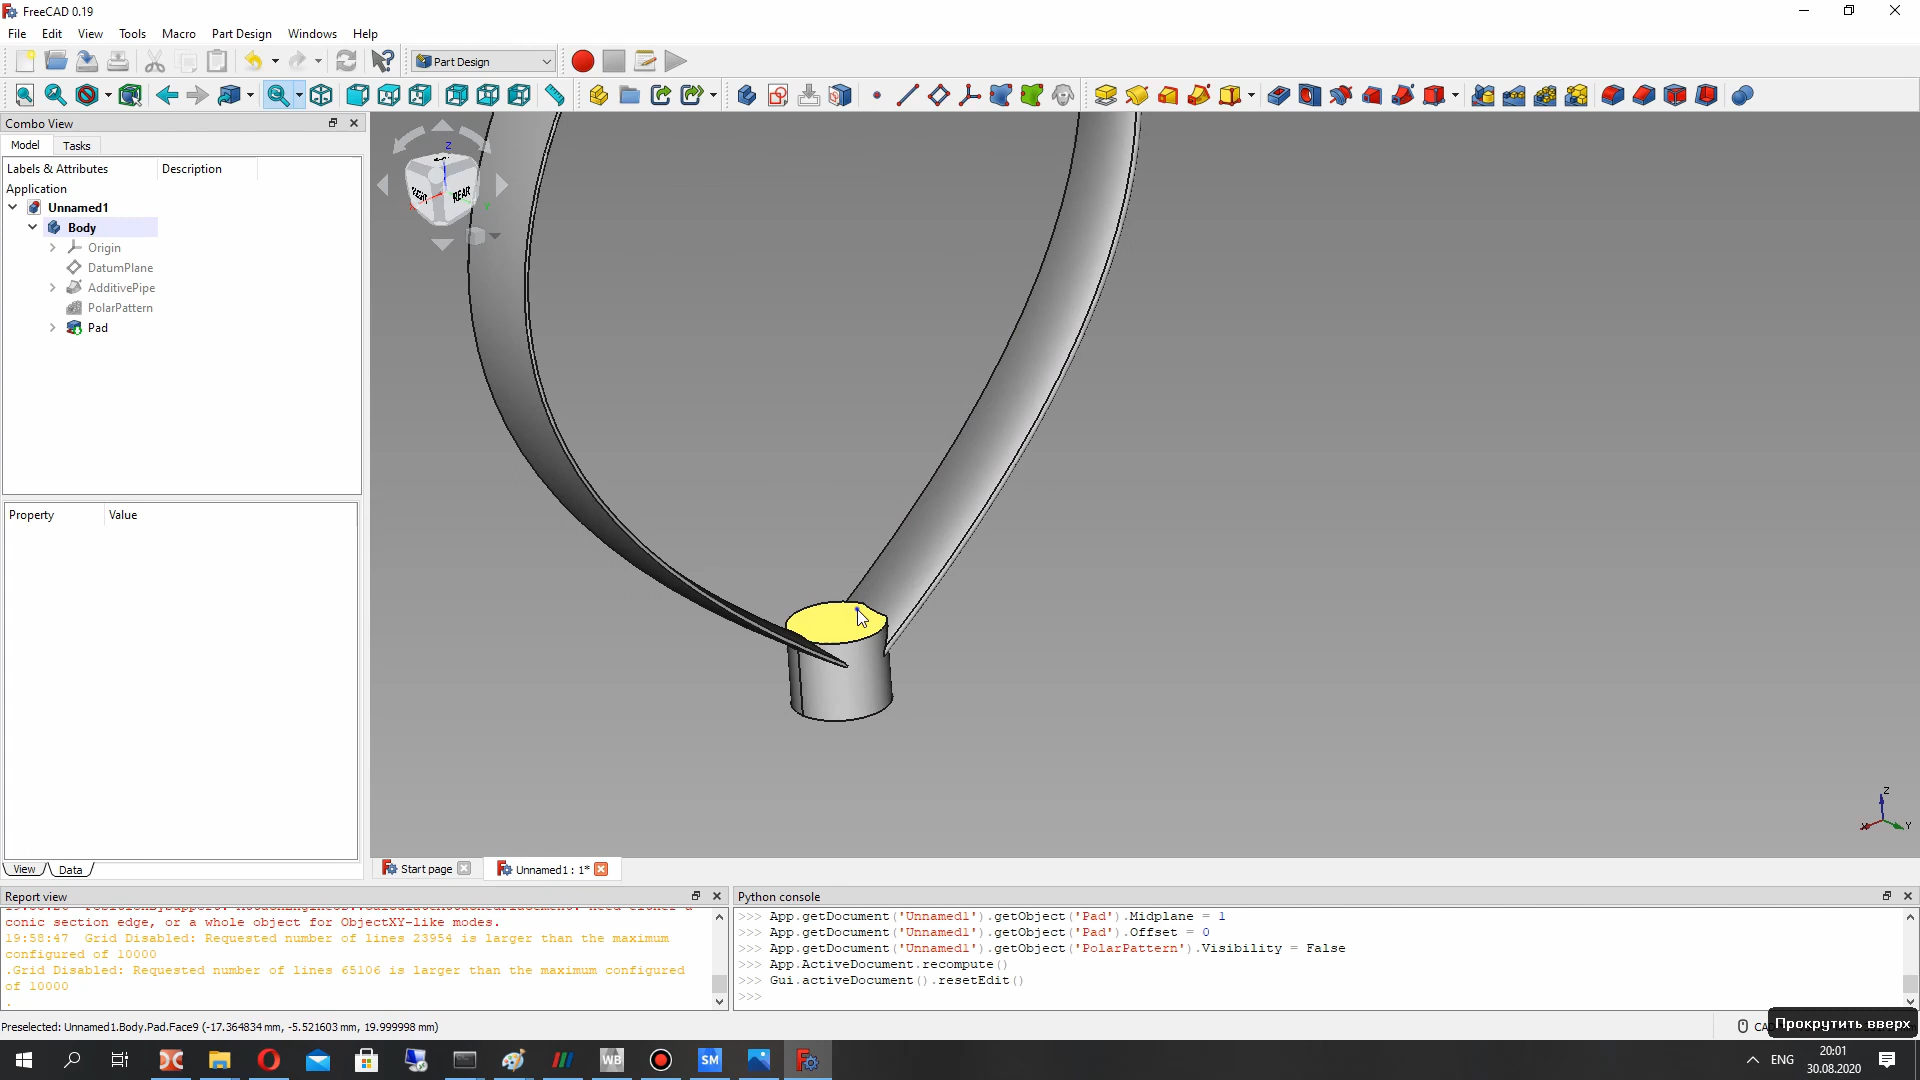 FreeCAD 0.19
File Edit View Tools Macro Part Design Windows Help
Part Design
Combo View
Model Tasks
Labels & Attributes Description
Application
Unnamed1
Body
Origin
DatumPlane
AdditivePipe
PolarPattern
Pad
Property Value
View Data
Z
RIGHT REAR
Z
X Y
Start page Unnamed1 : 1*
Report view
conic section edge, or a whole object for ObjectXY-like modes.
19:58:47 Grid Disabled: Requested number of lines 23954 is larger than the maximum
configured of 10000
.Grid Disabled: Requested number of lines 65106 is larger than the maximum configured
of 10000
.
Python console
>>> App.getDocument('Unnamed1').getObject('Pad').Midplane = 1
>>> App.getDocument('Unnamed1').getObject('Pad').Offset = 0
>>> App.getDocument('Unnamed1').getObject('PolarPattern').Visibility = False
>>> App.ActiveDocument.recompute()
>>> Gui.activeDocument().resetEdit()
>>>
Preselected: Unnamed1.Body.Pad.Face9 (-17.364834 mm, -5.521603 mm, 19.999998 mm)
Прокрутить вверх
WB SM
ENG
20:01
30.08.2020